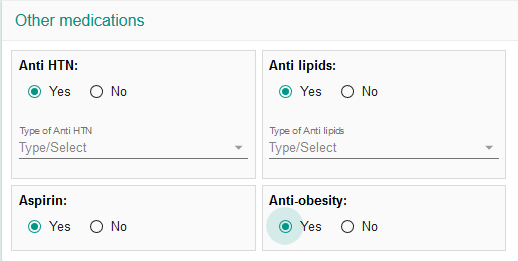 Other medications
Anti HTN:
Yes No
Type of Anti HTN
Type/Select
Anti lipids:
Yes No
Type of Anti lipids
Type/Select
Aspirin:
Yes No
Anti-obesity:
Yes No